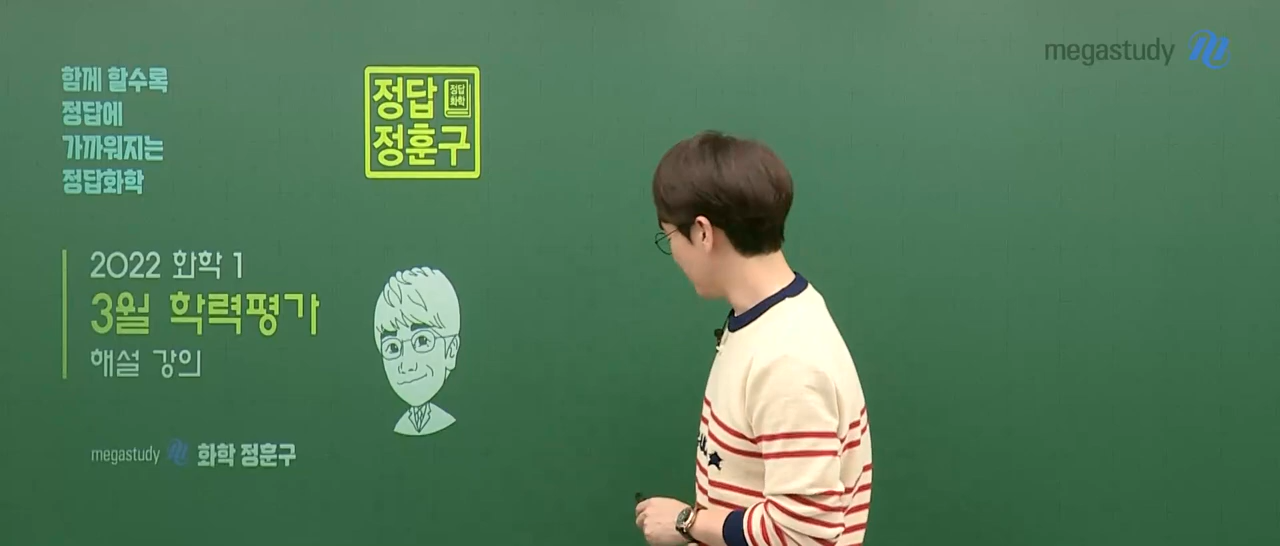 함께 할수록
정답에
가까워지는
정답화학
정답
정답
화학
정훈구
megastudy
2022 화학 1
3월 학력평가
해설 강의
megastudy 화학 정훈구